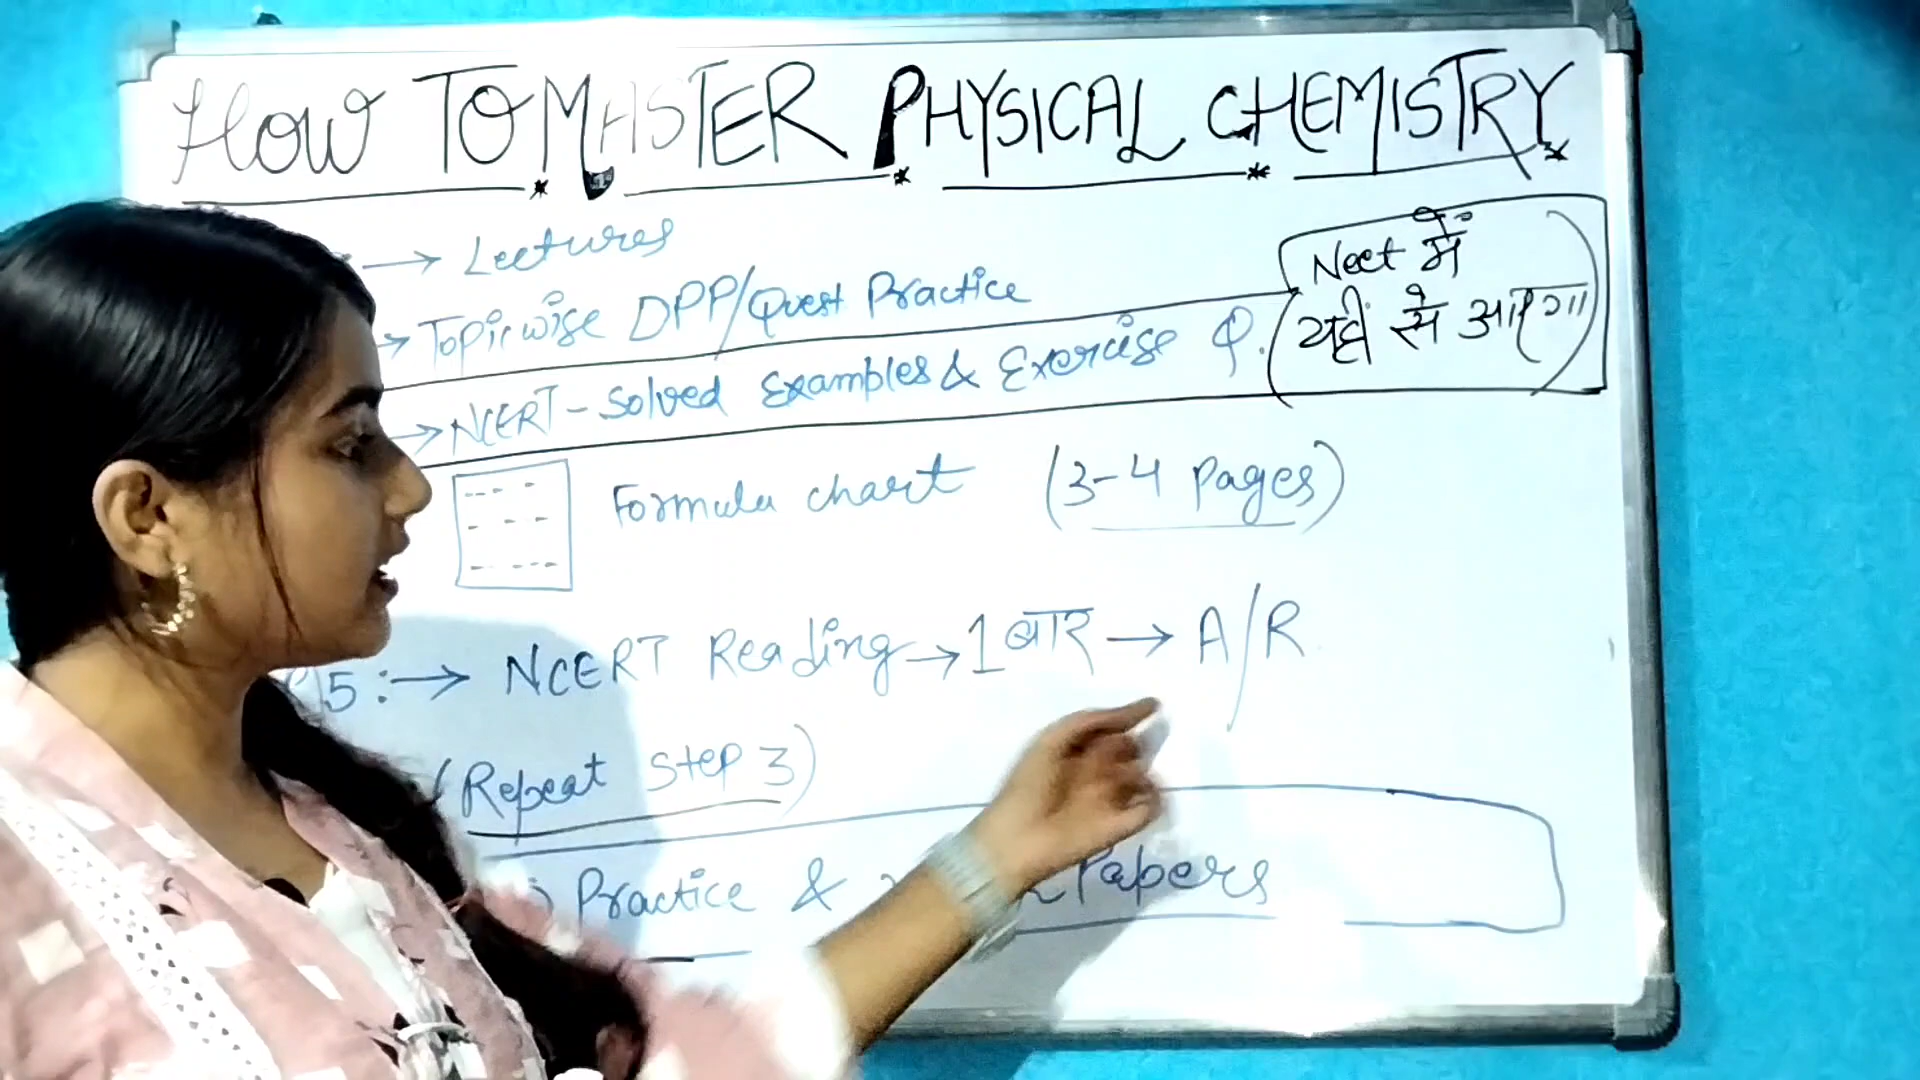 How TO MASTER PHYSICAL CHEMISTRY
→ Lectures
→ Topicwise DPP/Quest Practice
→ NCERT - Solved Examples & Exercise Q.
(Neet में
यही से आएगा)
Formula chart (3-4 Pages)
5:→ NCERT Reading → 1 बार → A/R
(Repeat Step 3)
Practice & Papers